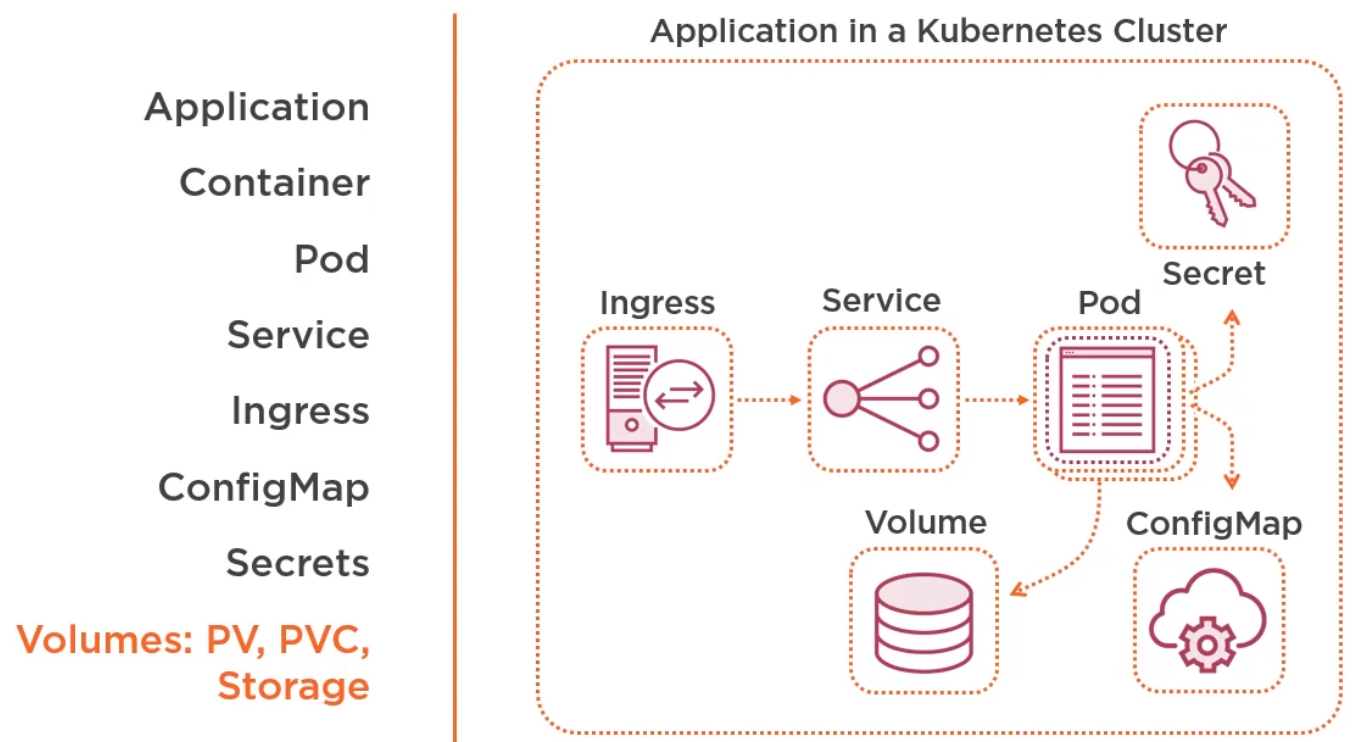 Application in a Kubernetes Cluster
Application
Container
Pod
Service
Ingress
ConfigMap
Secrets
Volumes: PV, PVC,
Storage
Secret
Ingress
Service
Pod
Volume
ConfigMap